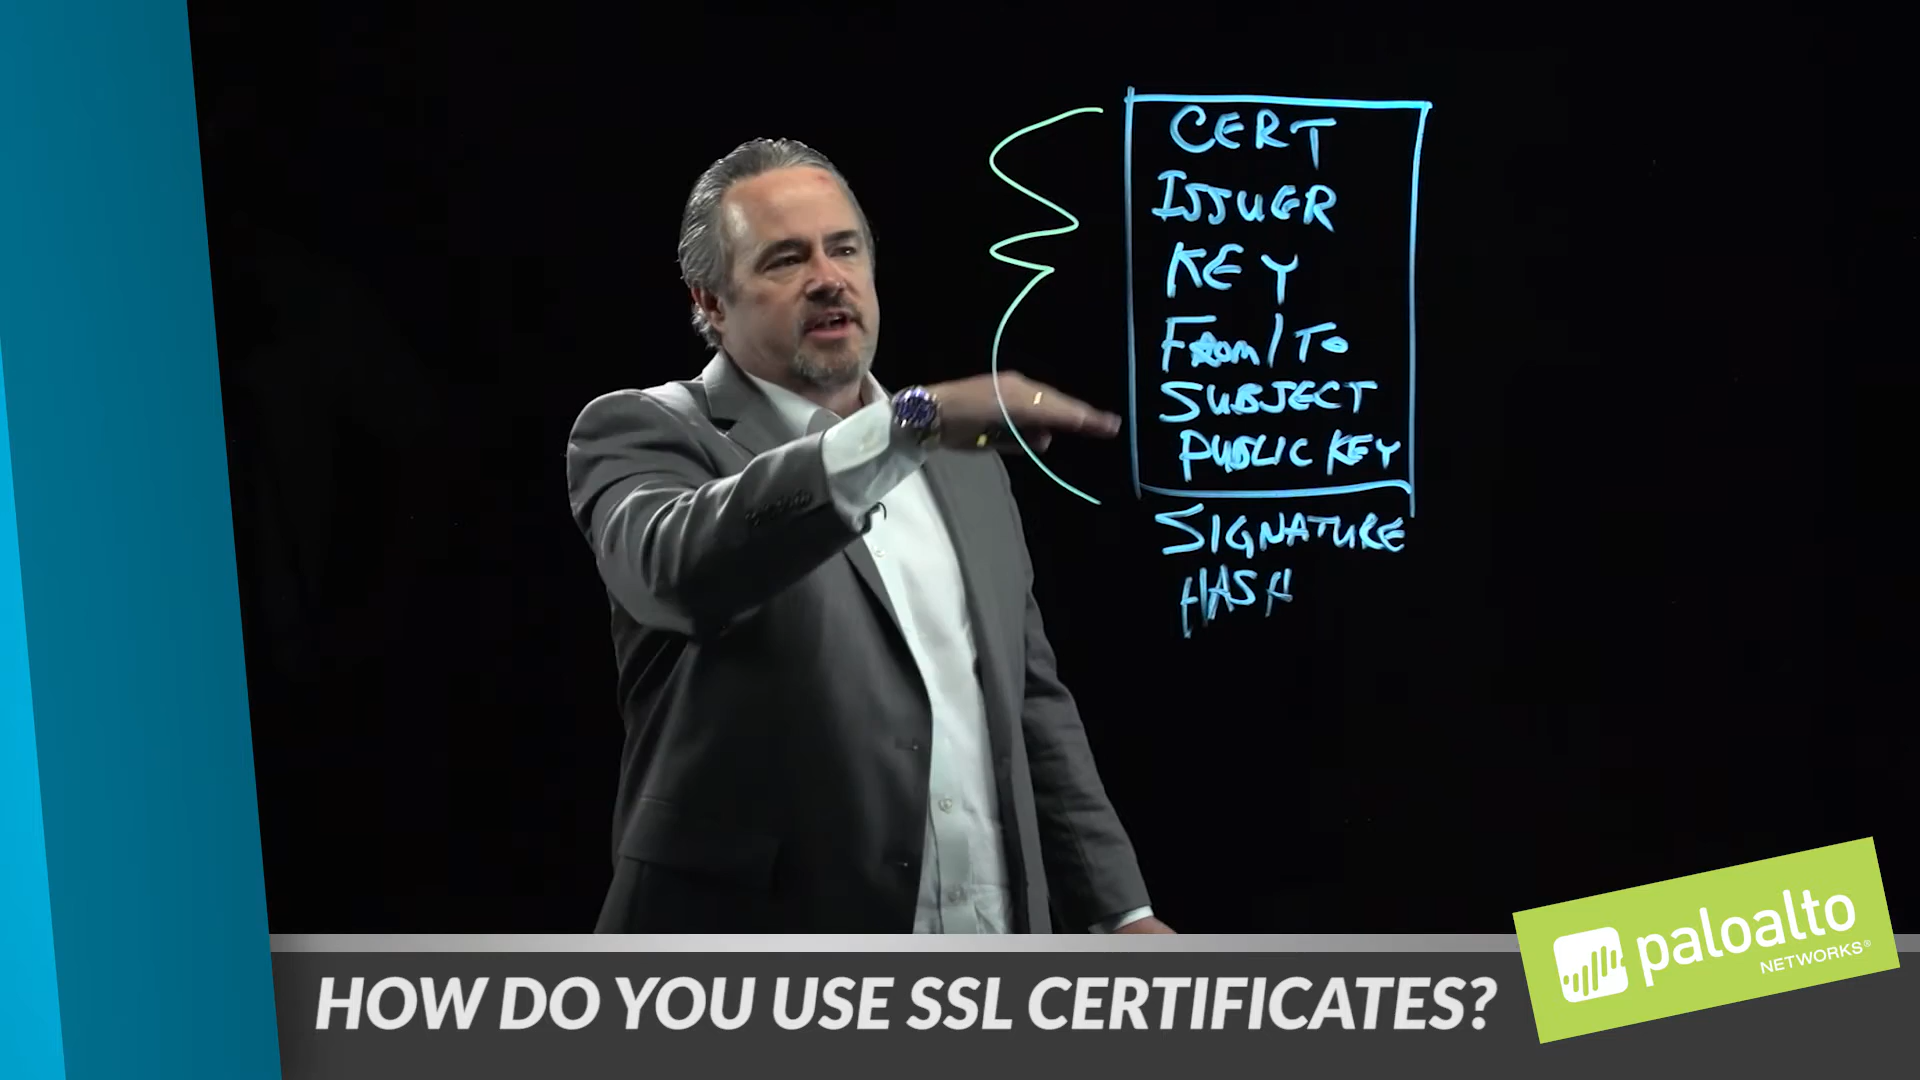 CERT
ISSUER
KEY
From/To
SUBJECT
PUBLIC KEY
SIGNATURE
HASH
HOW DO YOU USE SSL CERTIFICATES?
paloalto
NETWORKS®